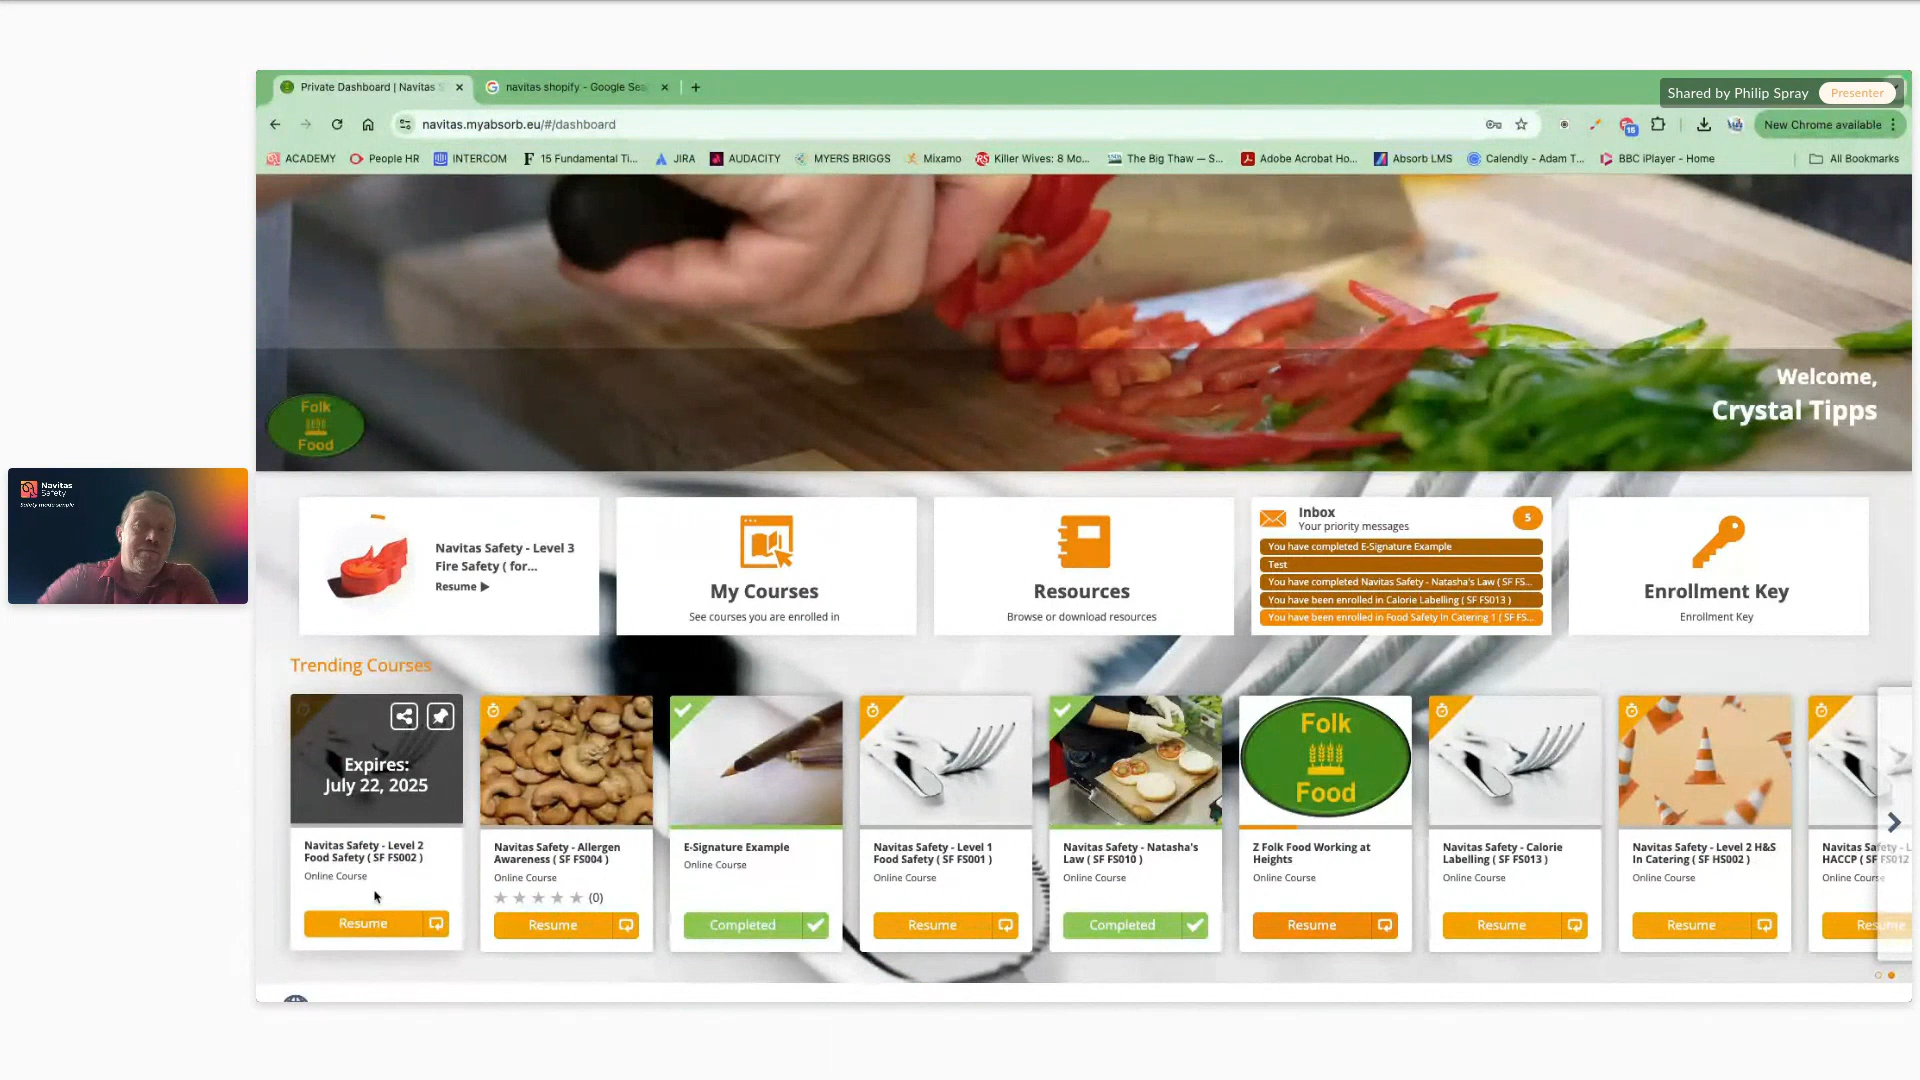 Private Dashboard | Navitas S
navitas shopify - Google Sea
Shared by Philip Spray
Presenter
navitas.myabsorb.eu/#/dashboard
15
New Chrome available
ACADEMY
People HR
INTERCOM
15 Fundamental Ti...
JIRA
AUDACITY
MYERS BRIGGS
Mixamo
Killer Wives: 8 Mo...
The Big Thaw — S...
Adobe Acrobat Ho...
Absorb LMS
Calendly - Adam T...
BBC iPlayer - Home
All Bookmarks
Welcome,
Crystal Tipps
Folk
Food
Navitas
Safety
Safety made simple
Navitas Safety - Level 3
Fire Safety ( for...
Resume
My Courses
See courses you are enrolled in
Resources
Browse or download resources
Inbox
Your priority messages
5
You have completed E-Signature Example
Test
You have completed Navitas Safety - Natasha's Law ( SF FS...
You have been enrolled in Calorie Labelling ( SF FS013 )
You have been enrolled in Food Safety In Catering 1 ( SF FS...
Enrollment Key
Enrollment Key
Trending Courses
Expires:
July 22, 2025
Navitas Safety - Level 2
Food Safety ( SF FS002 )
Online Course
Resume
Navitas Safety - Allergen
Awareness ( SF FS004 )
Online Course
(0)
Resume
E-Signature Example
Online Course
Completed
Navitas Safety - Level 1
Food Safety ( SF FS001 )
Online Course
Resume
Navitas Safety - Natasha's
Law ( SF FS010 )
Online Course
Completed
Folk
Food
Z Folk Food Working at
Heights
Online Course
Resume
Navitas Safety - Calorie
Labelling ( SF FS013 )
Online Course
Resume
Navitas Safety - Level 2 H&S
In Catering ( SF HS002 )
Online Course
Resume
Navitas Safety - L
HACCP ( SF FS012
Online Course
Resume